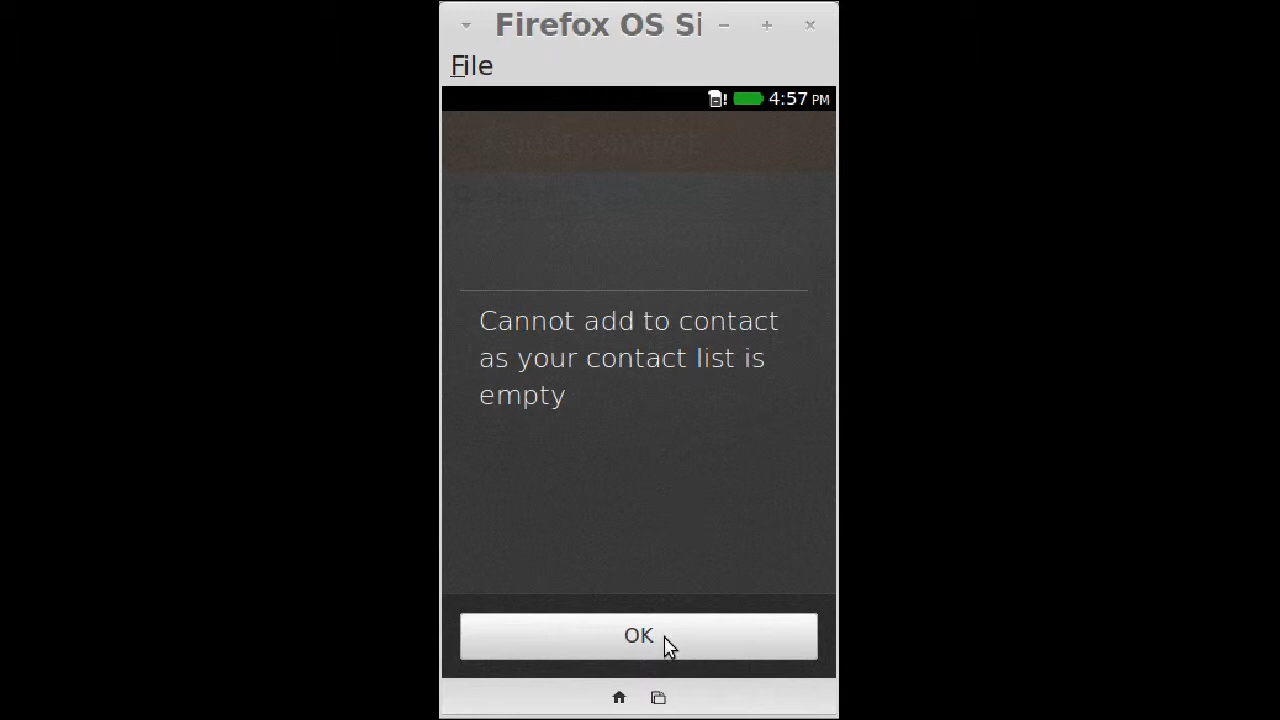 Firefox OS Si
File
4:57 PM
Cannot add to contact
as your contact list is
empty
OK